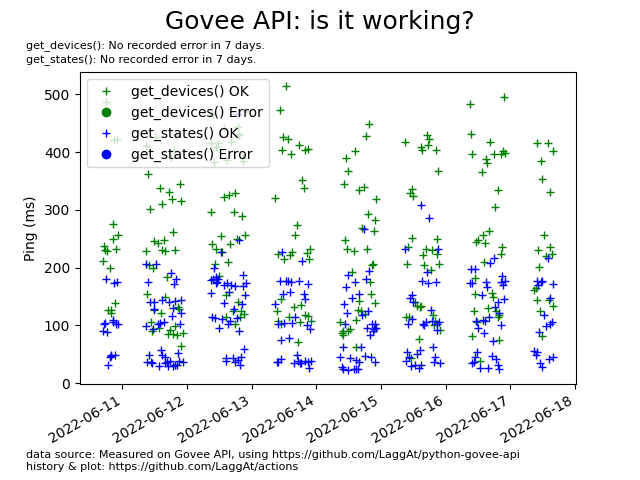 Govee API: is it working?
get_devices(): No recorded error in 7 days.
get_states(): No recorded error in 7 days.
get_devices() OK
get_devices() Error
get_states() OK
get_states() Error
Ping (ms)
500
400
300
200
100
0
2022-06-11
2022-06-12
2022-06-13
2022-06-14
2022-06-15
2022-06-16
2022-06-17
2022-06-18
data source: Measured on Govee API, using https://github.com/LaggAt/python-govee-api
history & plot: https://github.com/LaggAt/actions